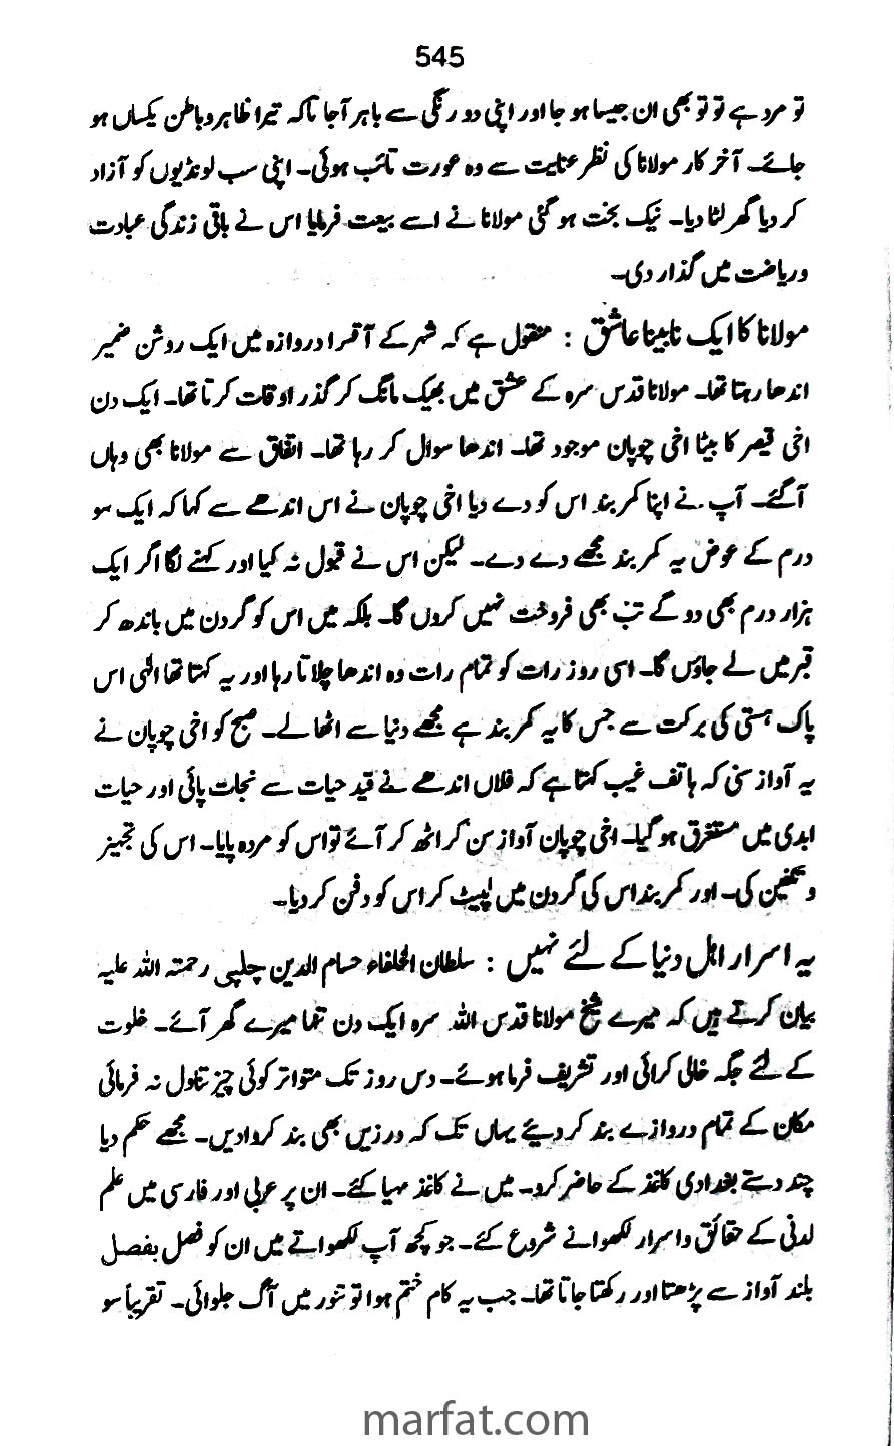 545
تو مرد ہے تو تو بھی ان جیسا ہو جا اور اپنی دو رنگی سے باہر آجا تاکہ تیرا ظاہر و باطن یکساں ہو
جائے۔ آخر کار مولانا کی نظر عنایت سے وہ عورت تائب ہوئی۔ اپنی سب لونڈیوں کو آزاد
کر دیا گھر لٹا دیا۔ نیک بخت ہو گئی مولانا نے اسے بیعت فرمایا اس نے باقی زندگی عبادت
و ریاضت میں گذار دی۔
مولانا کا ایک نابینا عاشق : منقول ہے کہ شہر کے آقرا دروازہ میں ایک روشن ضمیر
اندھا رہتا تھا۔ مولانا قدس سرہ کے عشق میں بھیک مانگ کر گذر اوقات کرتا تھا۔ ایک دن
اخی قیصر کا بیٹا اخی چوپان موجود تھا۔ اندھا سوال کر رہا تھا۔ اتفاق سے مولانا بھی وہاں
آگئے۔ آپ نے اپنا کمر بند اس کو دے دیا اخی چوپان نے اس اندھے سے کہا کہ ایک سو
درم کے عوض یہ کمر بند مجھے دے دے۔ لیکن اس نے قبول نہ کیا اور کہنے لگا اگر ایک
ہزار درم بھی دو گے تب بھی فروخت نہیں کروں گا۔ بلکہ میں اس کو گردن میں باندھ کر
قبر میں لے جاؤں گا۔ اسی روز رات کو تمام رات وہ اندھا چلاتا رہا اور یہ کہتا تھا الٰہی اس
پاک ہستی کی برکت سے جس کا یہ کمر بند ہے مجھے دنیا سے اٹھا لے۔ صبح کو اخی چوپان نے
یہ آواز سنی کہ ہاتف غیب کہتا ہے کہ فلاں اندھے نے قید حیات سے نجات پائی اور حیات
ابدی میں مستغرق ہو گیا۔ اخی چوپان آواز سن کر اٹھ کر آئے تو اس کو مردہ پایا۔ اس کی تجہیز
و تکفین کی۔ اور کمر بند اس کی گردن میں لپیٹ کر اس کو دفن کر دیا۔
یہ اسرار اہل دنیا کے لئے نہیں : سلطان الخلفاء حسام الدین چلپی رحمتہ اللہ علیہ
بیان کرتے ہیں کہ میرے شیخ مولانا قدس اللہ سرہ ایک دن تنہا میرے گھر آئے۔ خلوت
کے لئے جگہ خالی کرائی اور تشریف فرما ہوئے۔ دس روز تک متواتر کوئی چیز تناول نہ فرمائی
مکان کے تمام دروازے بند کر دیئے یہاں تک کہ درزیں بھی بند کروا دیں۔ مجھے حکم دیا
چند دستے بغدادی کاغذ کے حاضر کرو۔ میں نے کاغذ مہیا کئے۔ ان پر عربی اور فارسی میں علم
لدنی کے حقائق و اسرار لکھوانے شروع کئے۔ جو کچھ آپ لکھواتے میں ان کو فصل بفصل
بلند آواز سے پڑھتا اور رکھتا جاتا تھا۔ جب یہ کام ختم ہوا تو تنور میں آگ جلوائی۔ تقریباً سو
marfat.com